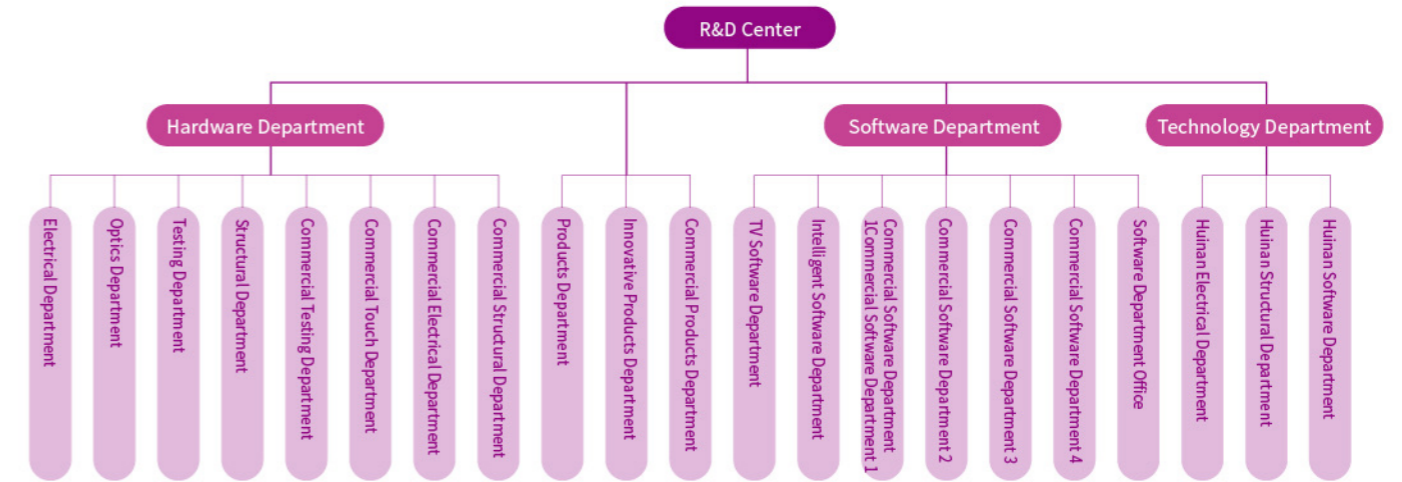 R&D Center
Hardware Department
Software Department
Technology Department
Electrical Department
Optics Department
Testing Department
Structural Department
Commercial Testing Department
Commercial Touch Department
Commercial Electrical Department
Commercial Structural Department
Products Department
Innovative Products Department
Commercial Products Department
TV Software Department
Intelligent Software Department
Commercial Software Department
1Commercial Software Department 1
Commercial Software Department 2
Commercial Software Department 3
Commercial Software Department 4
Software Department Office
Huinan Electrical Department
Huinan Structural Department
Huinan Software Department